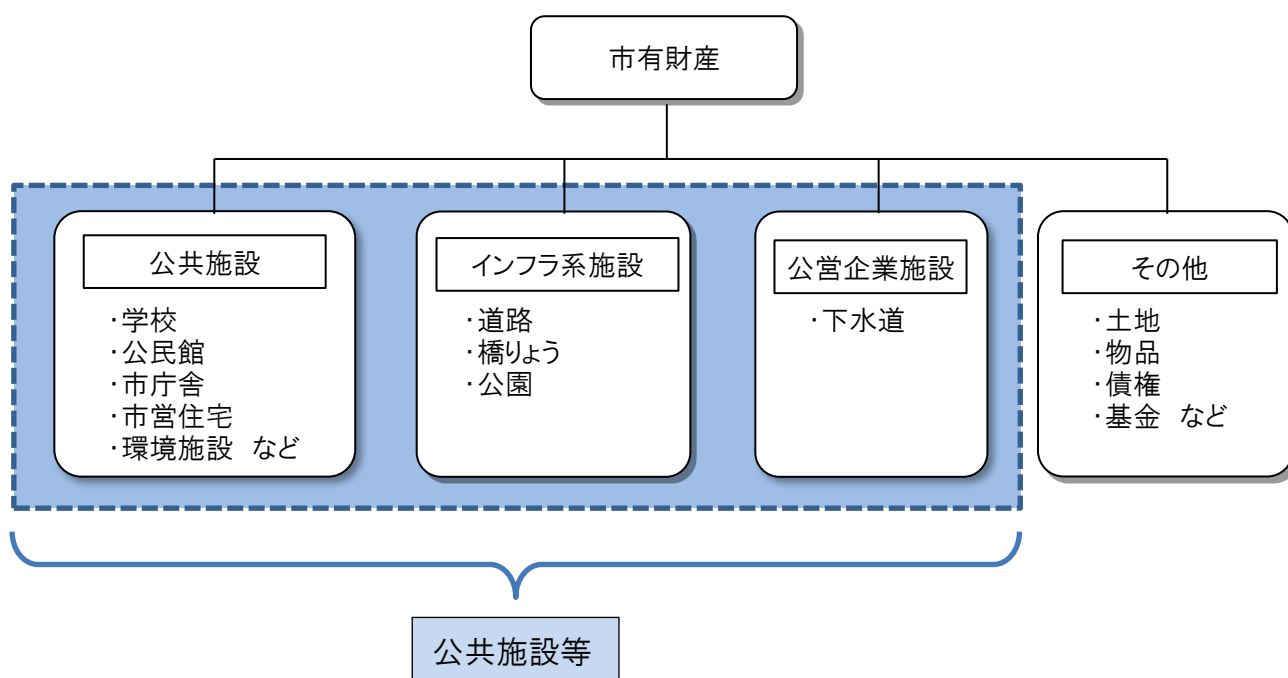 市有財産
公共施設
・学校
・公民館
・市庁舎
・市営住宅
・環境施設　など
インフラ系施設
・道路
・橋りょう
・公園
公営企業施設
・下水道
その他
・土地
・物品
・債権
・基金　など
公共施設等